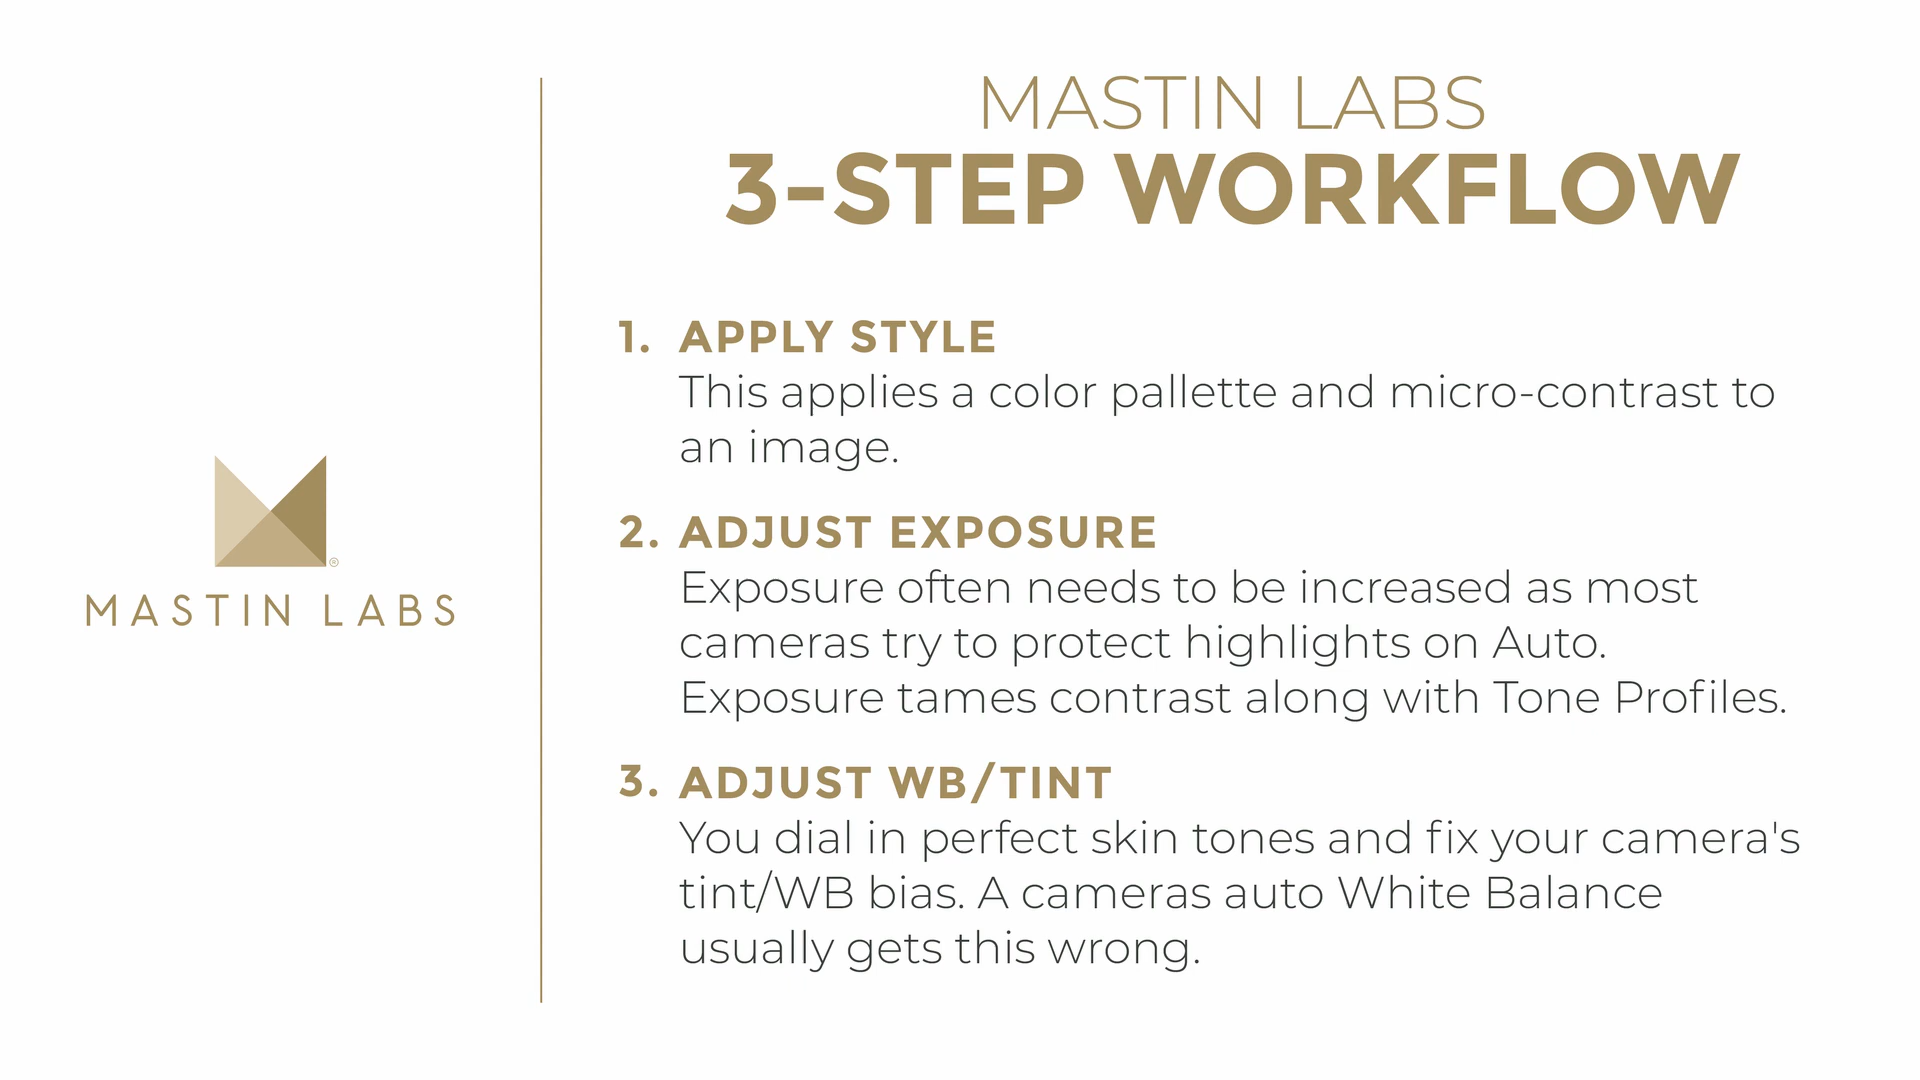 MASTIN LABS
3-STEP WORKFLOW
1. APPLY STYLE
This applies a color pallette and micro-contrast to
an image.
2. ADJUST EXPOSURE
Exposure often needs to be increased as most
cameras try to protect highlights on Auto.
Exposure tames contrast along with Tone Profiles.
3. ADJUST WB/TINT
You dial in perfect skin tones and fix your camera's
tint/WB bias. A cameras auto White Balance
usually gets this wrong.
®
MASTIN LABS